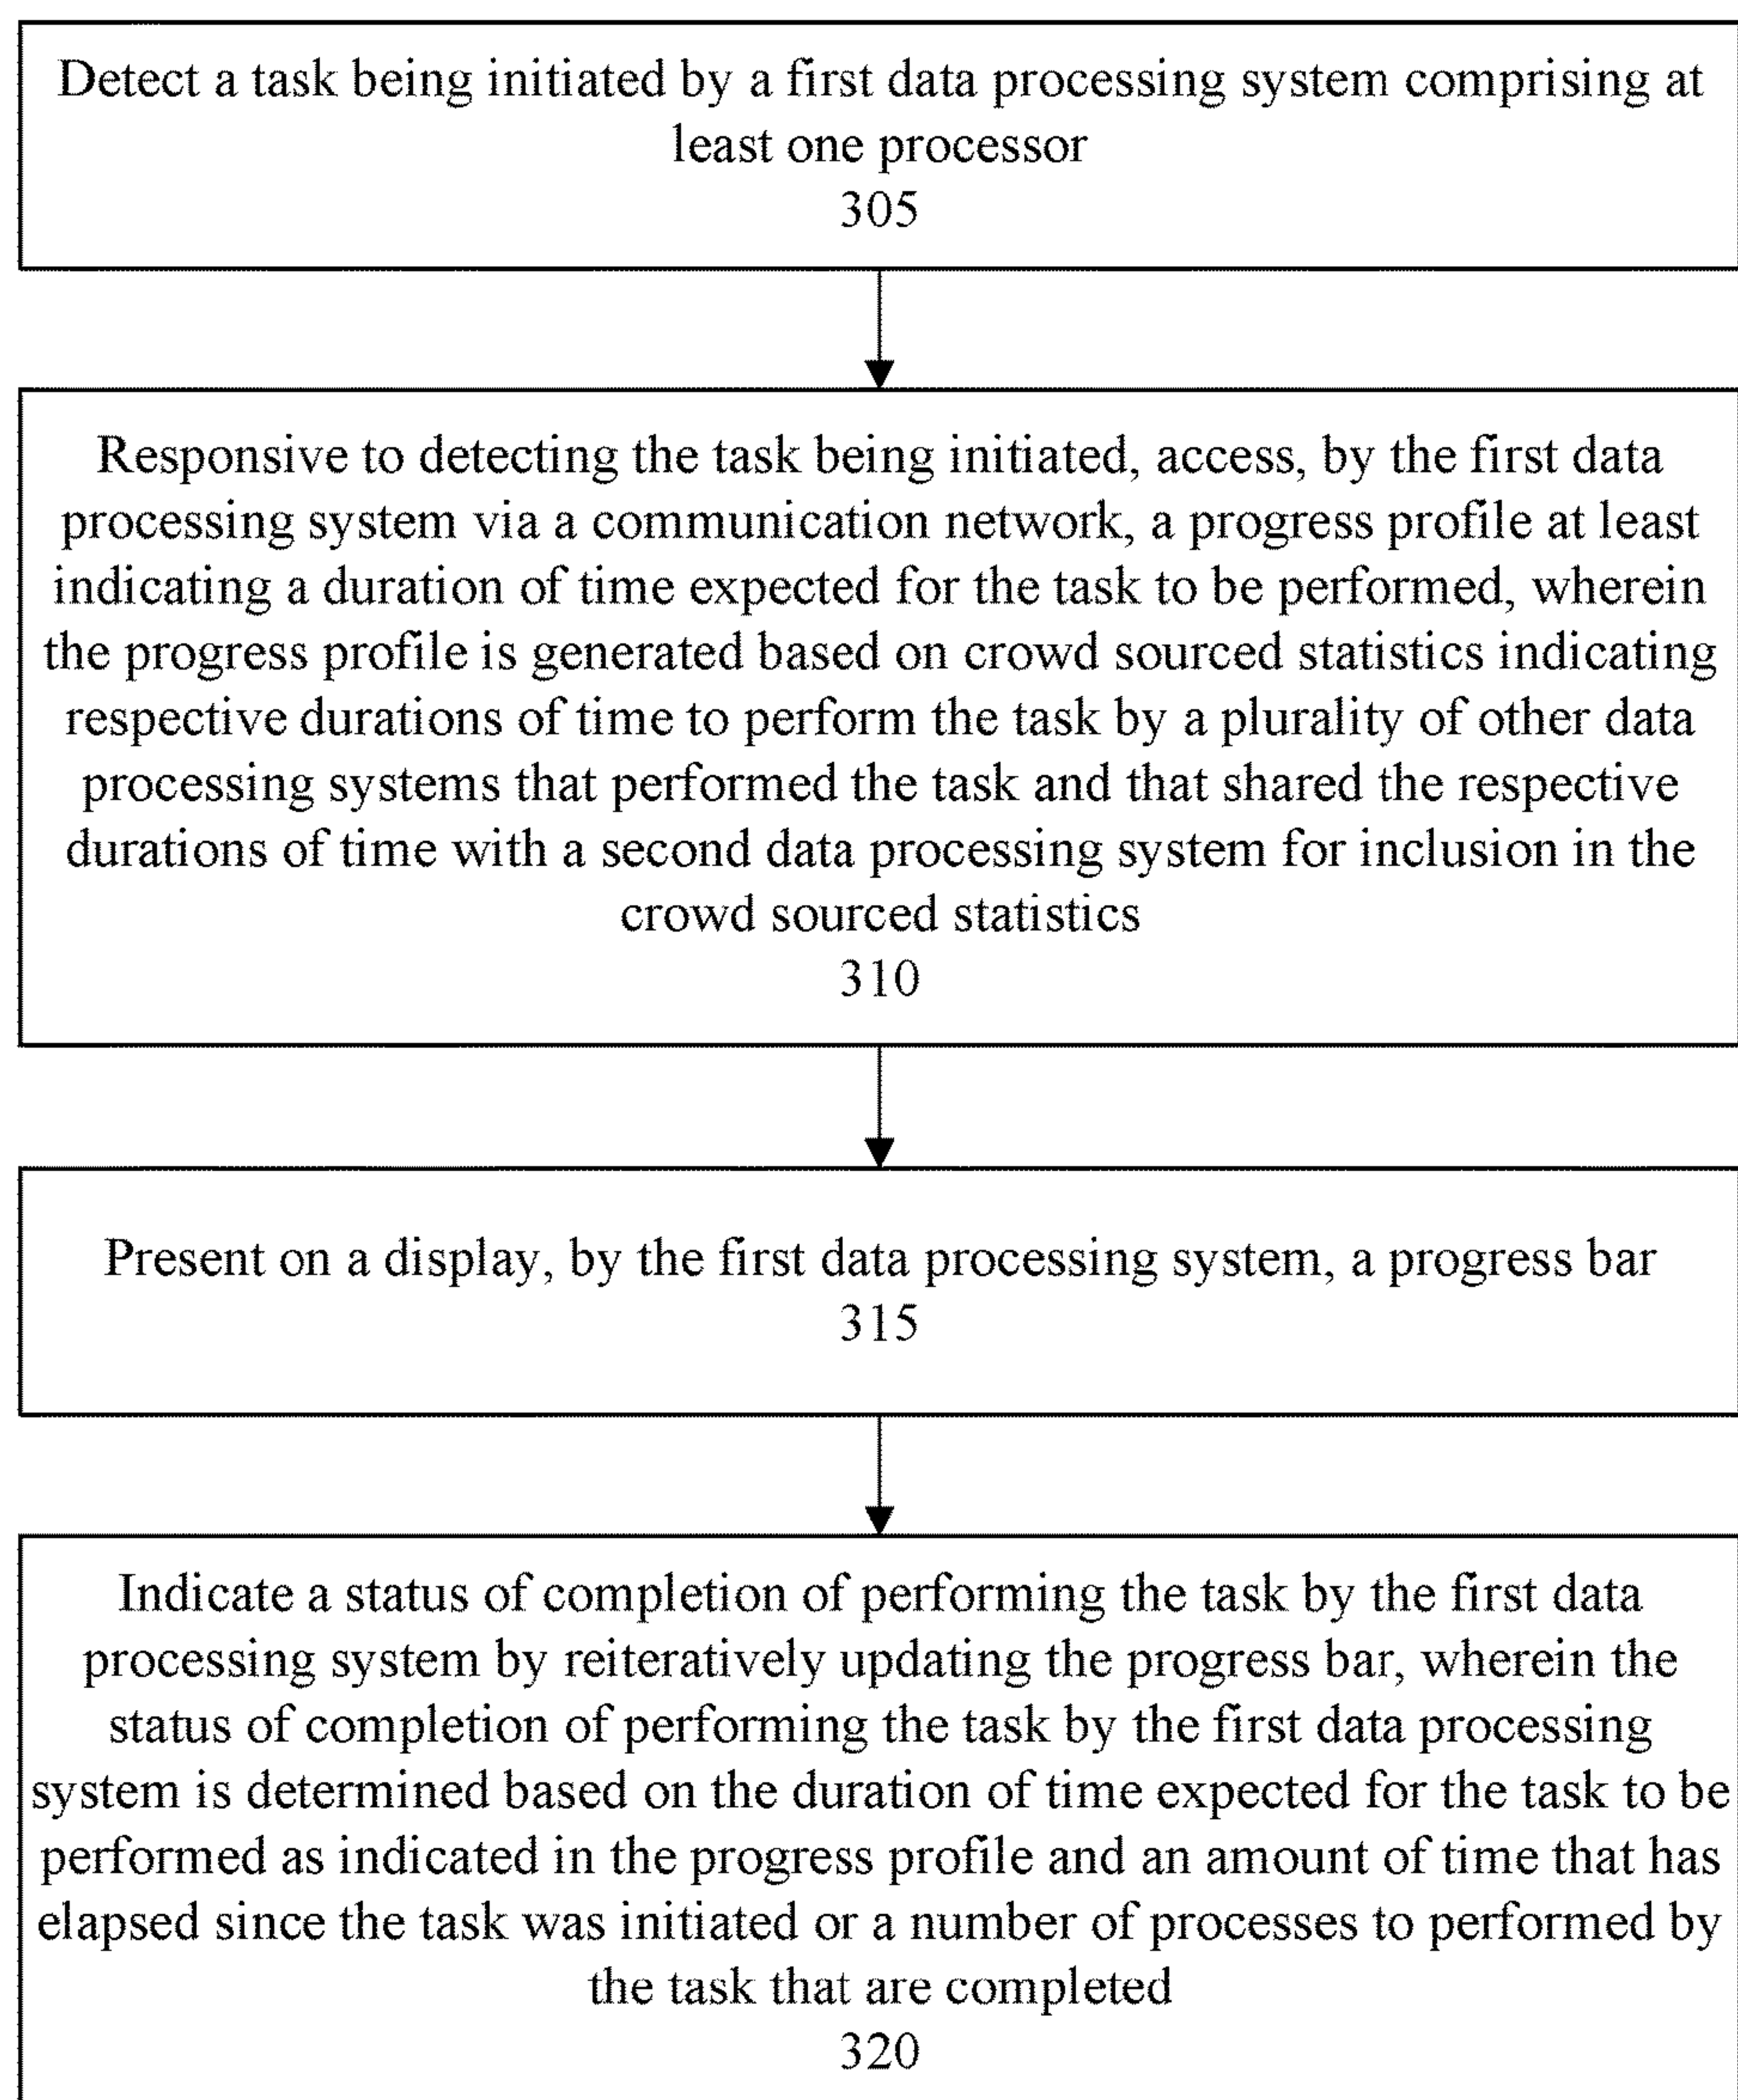 Detect a task being initiated by a first data processing system comprising at
least one processor
305
Responsive to detecting the task being initiated, access, by the first data
processing system via a communication network, a progress profile at least
indicating a duration of time expected for the task to be performed, wherein
the progress profile is generated based on crowd sourced statistics indicating
respective durations of time to perform the task by a plurality of other data
processing systems that performed the task and that shared the respective
durations of time with a second data processing system for inclusion in the
crowd sourced statistics
310
Present on a display, by the first data processing system, a progress bar
315
Indicate a status of completion of performing the task by the first data
processing system by reiteratively updating the progress bar, wherein the
status of completion of performing the task by the first data processing
system is determined based on the duration of time expected for the task to be
performed as indicated in the progress profile and an amount of time that has
elapsed since the task was initiated or a number of processes to performed by
the task that are completed
320